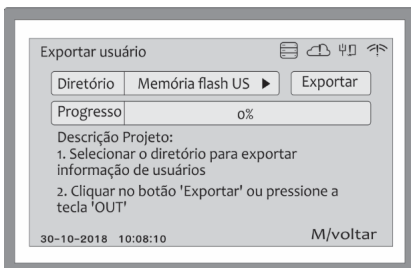 Exportar usuário
Diretório Memória flash US Exportar
Progresso 0%
Descrição Projeto:
1. Selecionar o diretório para exportar
informação de usuários
2. Cliquar no botão 'Exportar' ou pressione a
tecla 'OUT'
30-10-2018 10:08:10 M/voltar